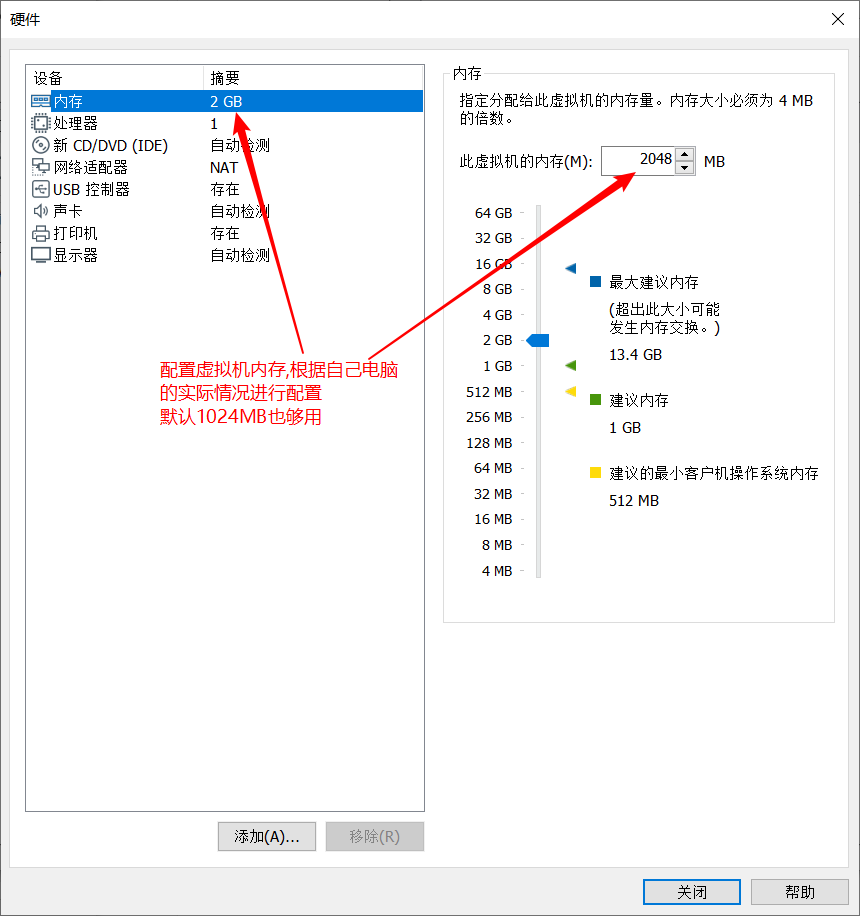 硬件
设备 摘要
内存 2 GB
处理器 1
新 CD/DVD (IDE) 自动检测
网络适配器 NAT
USB 控制器 存在
声卡 自动检测
打印机 存在
显示器 自动检测
配置虚拟机内存,根据自己电脑
的实际情况进行配置
默认1024MB也够用
添加(A)... 移除(R)
内存
指定分配给此虚拟机的内存量。内存大小必须为 4 MB
的倍数。
此虚拟机的内存(M): 2048 MB
64 GB
32 GB
16 GB
8 GB
4 GB
2 GB
1 GB
512 MB
256 MB
128 MB
64 MB
32 MB
16 MB
8 MB
4 MB
最大建议内存
(超出此大小可能
发生内存交换。)
13.4 GB
建议内存
1 GB
建议的最小客户机操作系统内存
512 MB
关闭 帮助